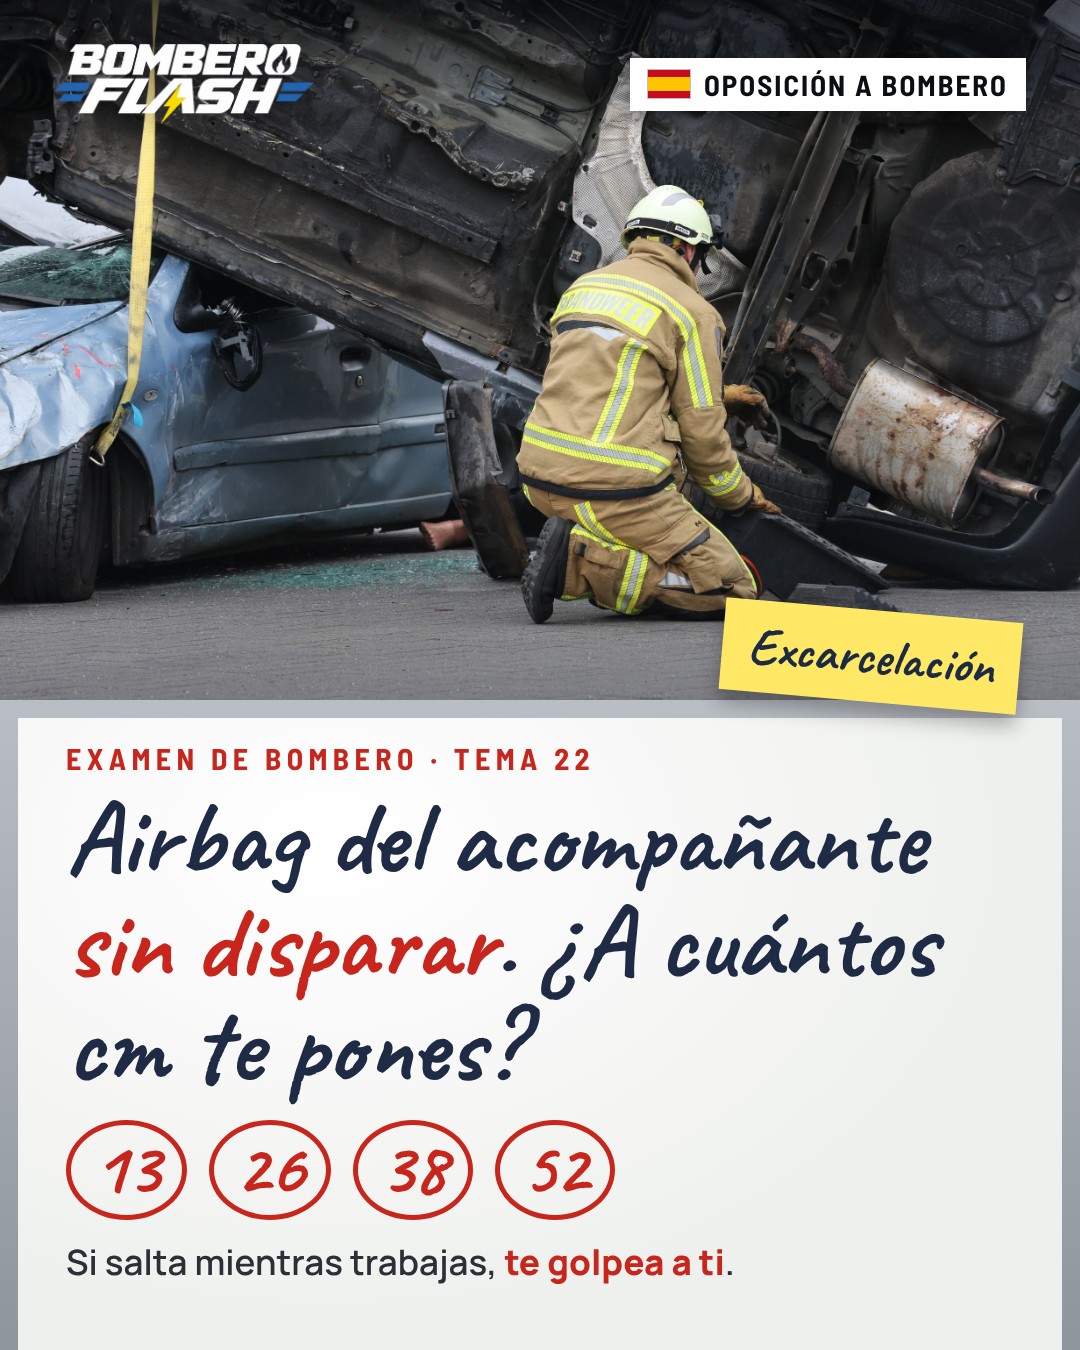 BOMBERO
FLASH
OPOSICIÓN A BOMBERO
BRANDWEER
Excarcelación
EXAMEN DE BOMBERO · TEMA 22
Airbag del acompañante
sin disparar. ¿A cuántos
cm te pones?
13 26 38 52
Si salta mientras trabajas, te golpea a ti.